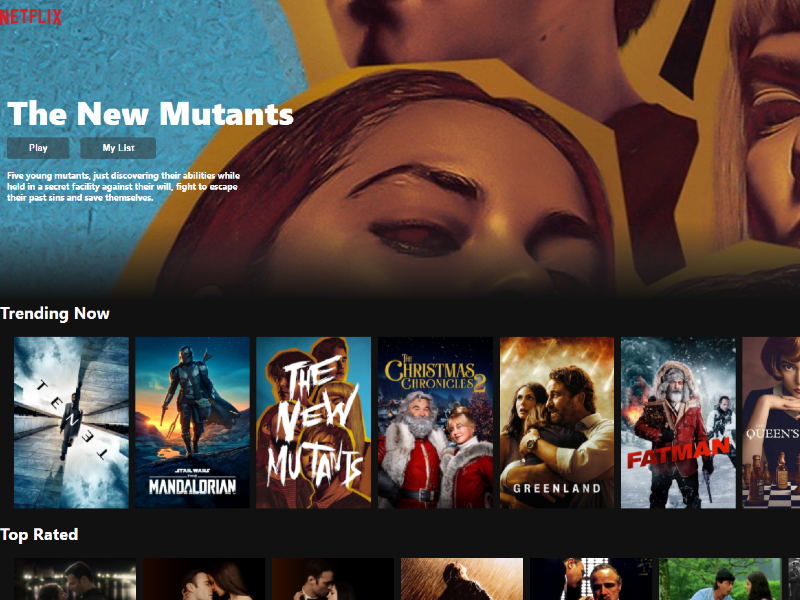 NETFLIX
The New Mutants
Play
My List
Five young mutants, just discovering their abilities while
held in a secret facility against their will, fight to escape
their past sins and save themselves.
Trending Now
TENET
STAR WARS
THE
MANDALORIAN
THE
NEW
MUTANTS
THE
CHRISTMAS
CHRONICLES 2
GREENLAND
FATMAN
QUEEN'S
Top Rated